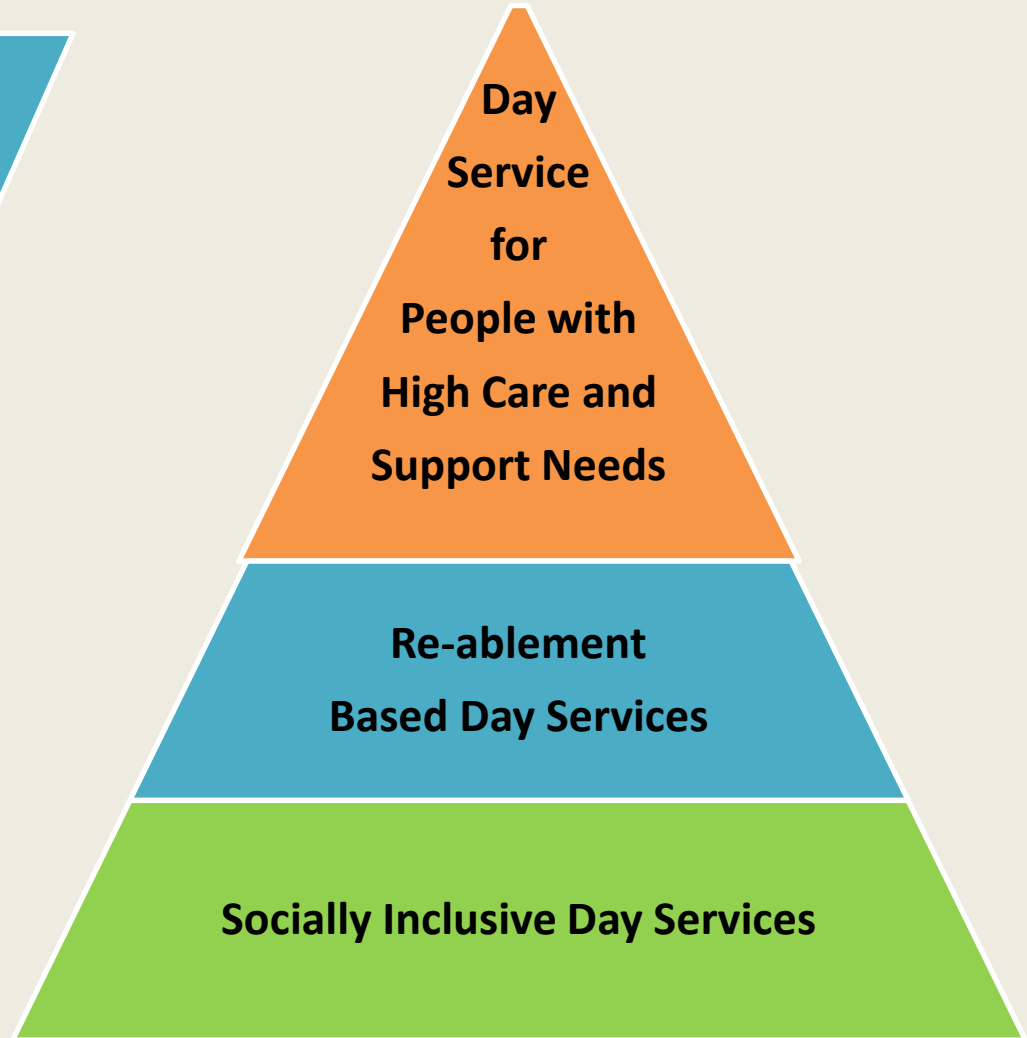 Day
Service
for
People with
High Care and
Support Needs
Re-ablement
Based Day Services
Socially Inclusive Day Services